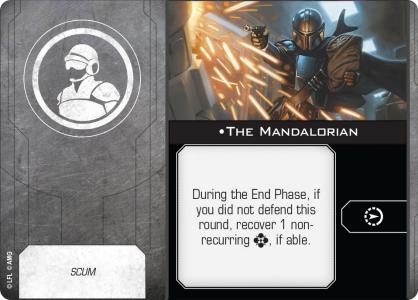 •The Mandalorian
During the End Phase, if
you did not defend this
round, recover 1 non-
recurring , if able.
SCUM
© LFL © AMG